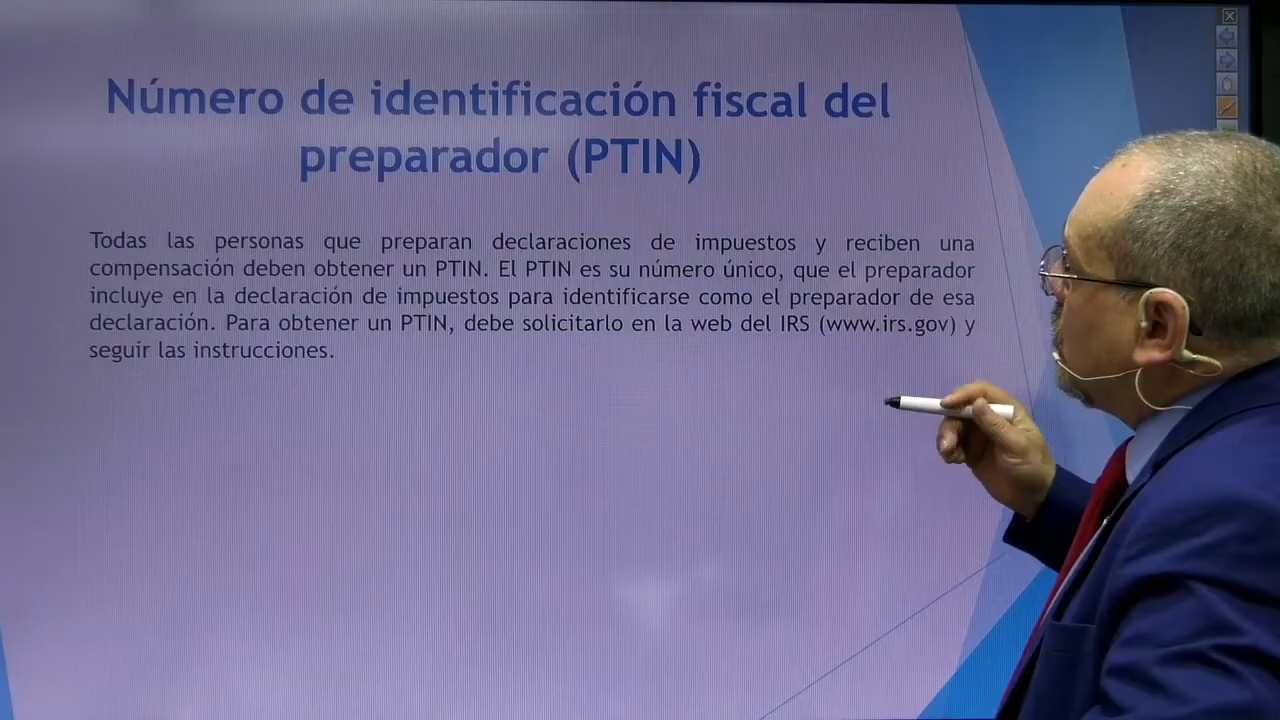 Número de identificación fiscal del
preparador (PTIN)
Todas las personas que preparan declaraciones de impuestos y reciben una
compensación deben obtener un PTIN. El PTIN es su número único, que el preparador
incluye en la declaración de impuestos para identificarse como el preparador de esa
declaración. Para obtener un PTIN, debe solicitarlo en la web del IRS (www.irs.gov) y
seguir las instrucciones.